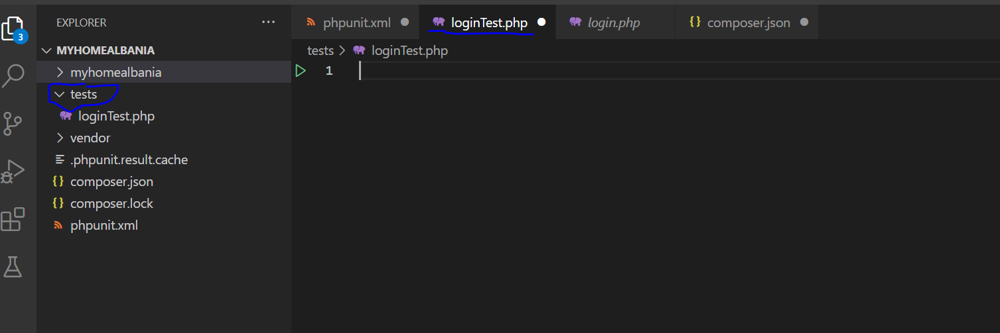 EXPLORER ...
phpunit.xml loginTest.php login.php composer.json
3
MYHOMEALBANIA
tests > loginTest.php
myhomealbania
1
tests
loginTest.php
vendor
.phpunit.result.cache
composer.json
composer.lock
phpunit.xml